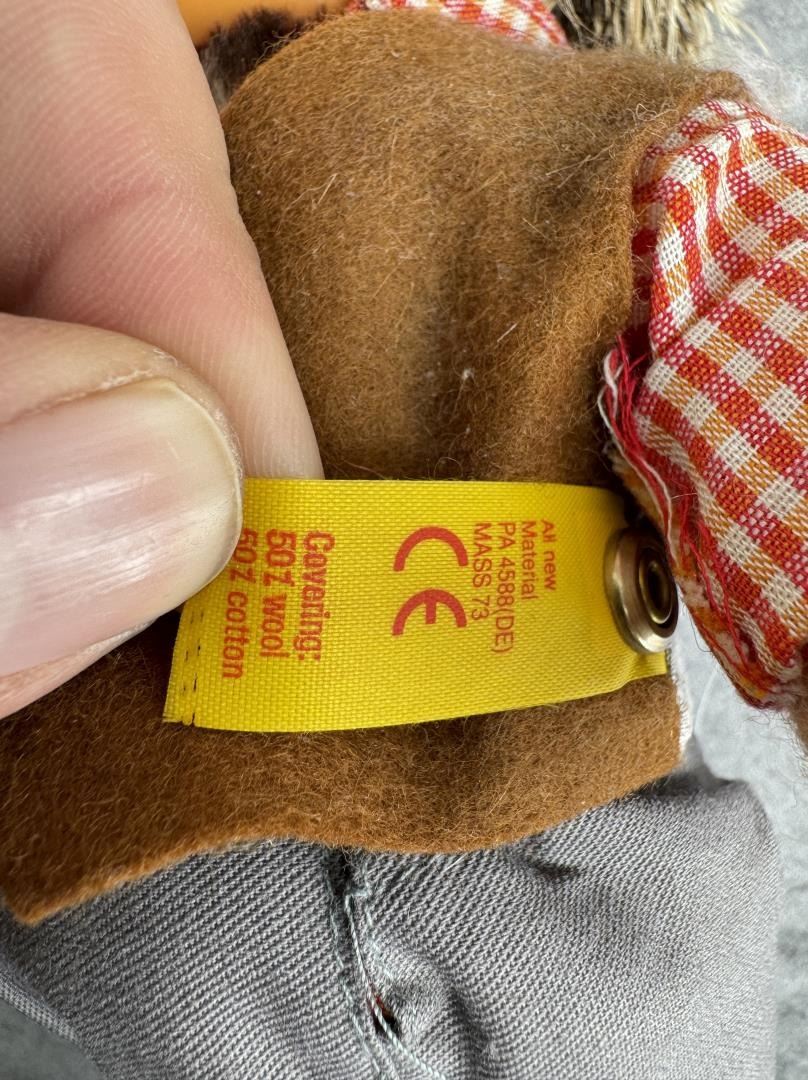 All new
Material
PA 4588(DE)
MASS 73
CE
Covering:
50% wool
50% cotton